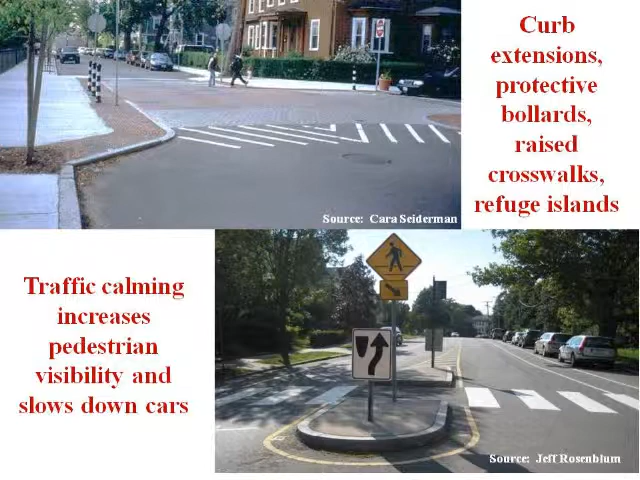 Curb
extensions,
protective
bollards,
raised
crosswalks,
refuge islands
Source: Cara Seiderman
Traffic calming
increases
pedestrian
visibility and
slows down cars
Source: Jeff Rosenblum